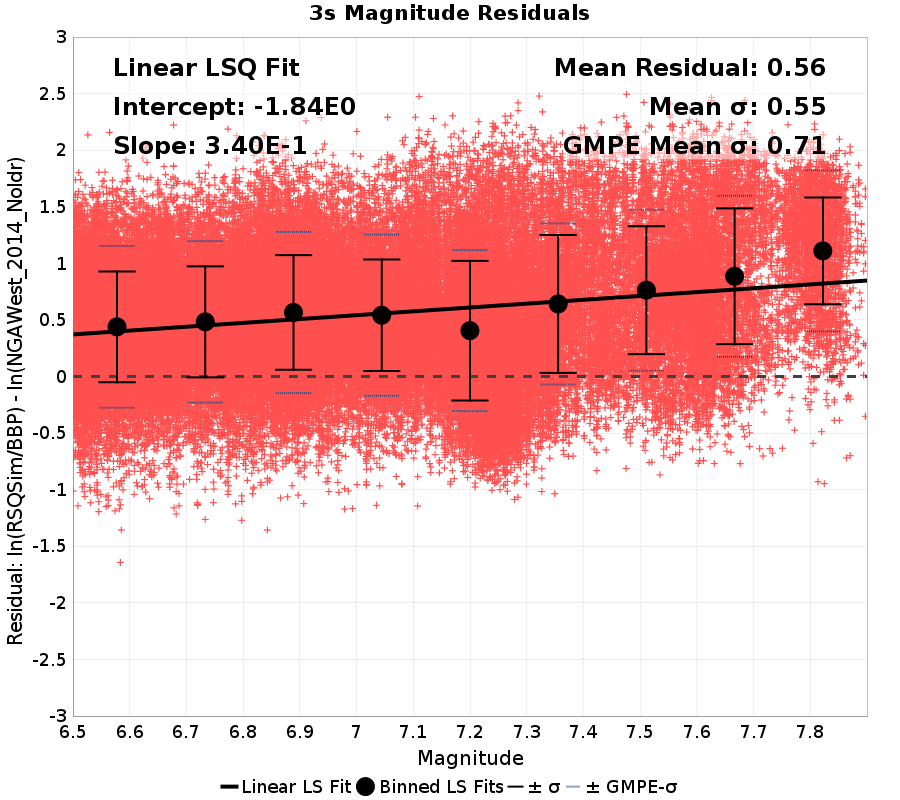 3s Magnitude Residuals
Linear LSQ Fit
Mean Residual: 0.56
Intercept: -1.84E0
Mean σ: 0.55
Slope: 3.40E-1
GMPE Mean σ: 0.71
Residual: ln(RSQSim/BBP) - ln(NGAWest_2014_NoIdr)
3
2.5
2
1.5
1
0.5
0
-0.5
-1
-1.5
-2
-2.5
-3
6.5 6.6 6.7 6.8 6.9 7 7.1 7.2 7.3 7.4 7.5 7.6 7.7 7.8
Magnitude
Linear LS Fit Binned LS Fits ± σ ± GMPE-σ